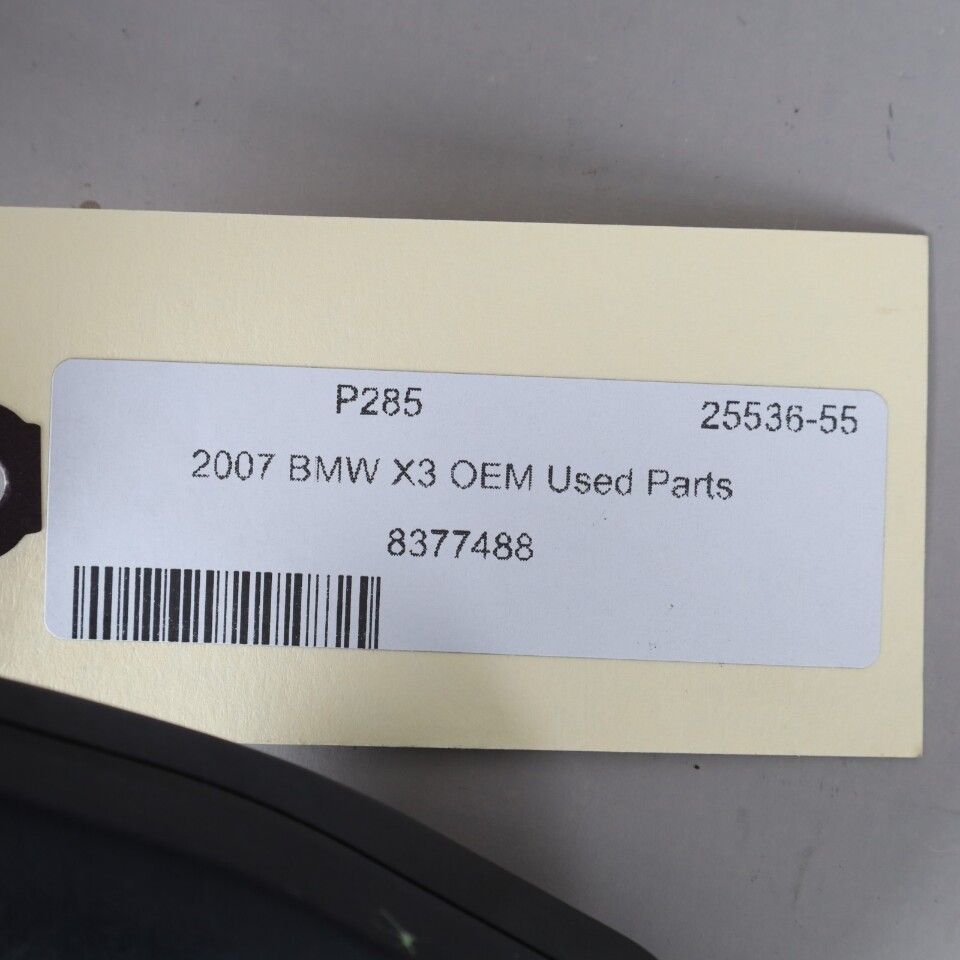 P285 25536-55
2007 BMW X3 OEM Used Parts
8377488